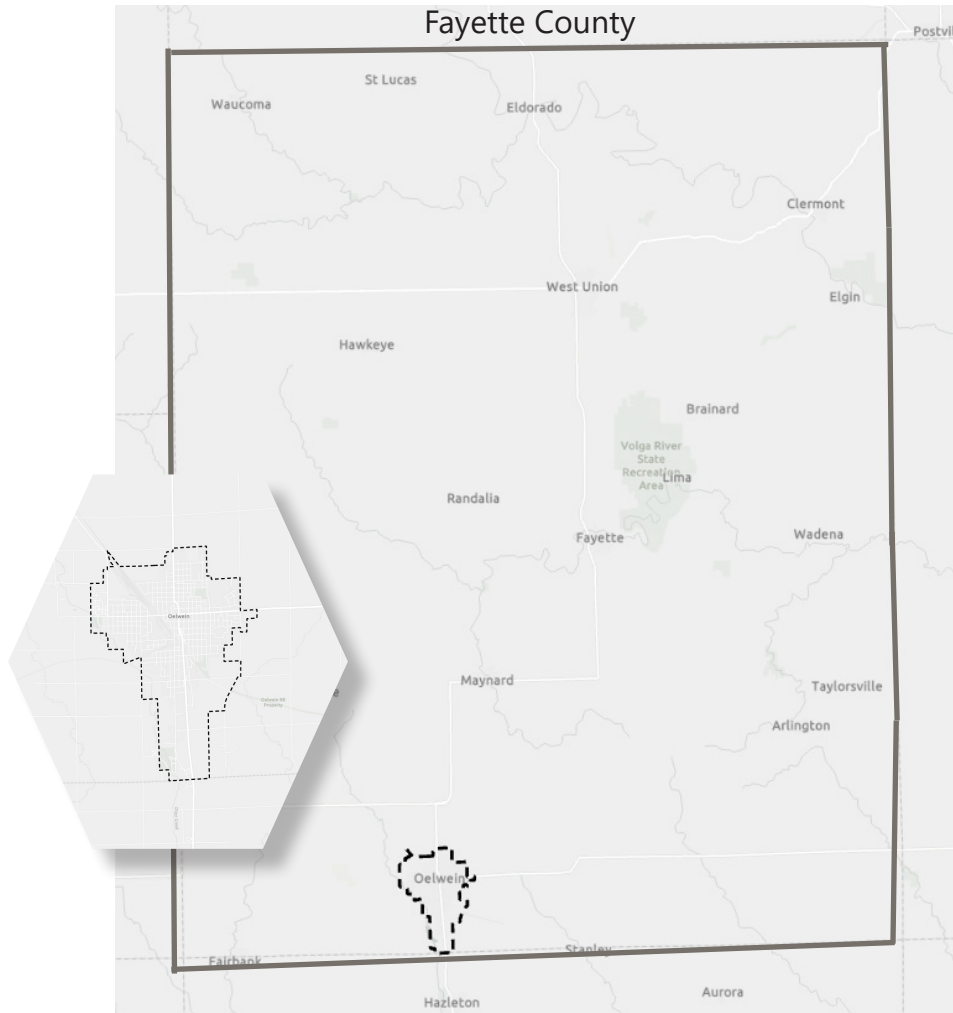 Fayette County
Postvi
St Lucas
Waucoma
Eldorado
Clermont
West Union
Elgin
Hawkeye
Brainard
Volga River
State
Recreation
Area
Lima
Randalia
Fayette
Wadena
Oelwein
Maynard
Taylorsville
Arlington
Oelwein
Stanley
Fairbank
Aurora
Hazleton